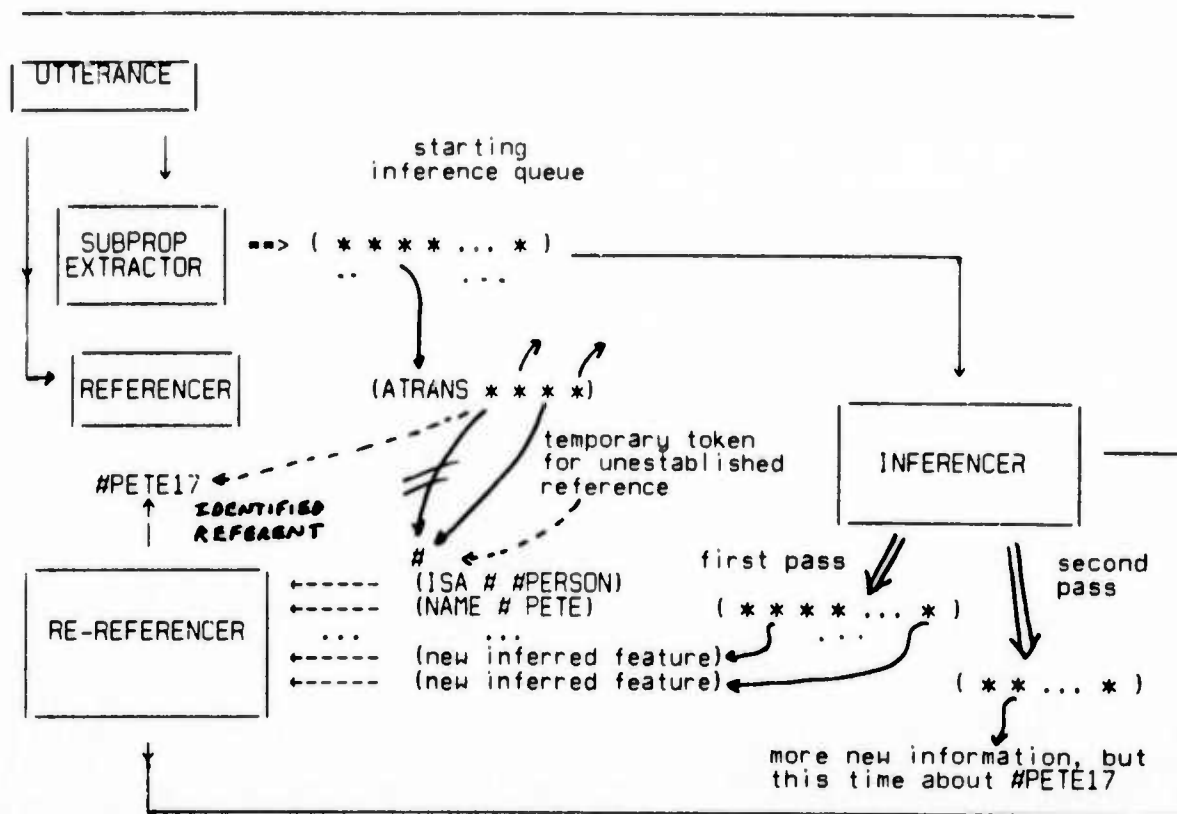 UTTERANCE
starting
inference queue
SUBPROP
EXTRACTOR
==> ( * * * * ... * )
.. ...
REFERENCER
(ATRANS * * * *)
temporary token
for unestablished
reference
INFERENCER
#PETE17
IDENTIFIED
REFERENT
#
first pass
second
pass
(ISA # #PERSON)
(NAME # PETE)
( * * * * ... * )
...
RE-REFERENCER
... ...
(new inferred feature)
(new inferred feature)
( * * ... * )
more new information, but
this time about #PETE17